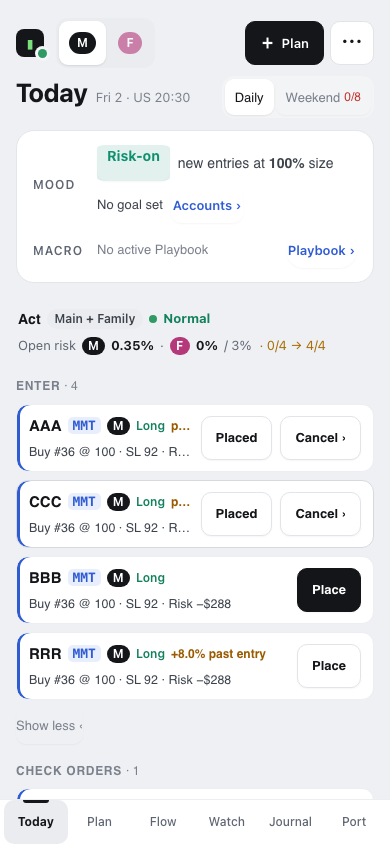 M F + Plan ...
Today Fri 2 · US 20:30 Daily Weekend 0/8
MOOD Risk-on new entries at 100% size
No goal set Accounts ›
MACRO No active Playbook Playbook ›
Act Main + Family Normal
Open risk M 0.35% · F 0% / 3% · 0/4 → 4/4
ENTER · 4
AAA MMT M Long p...
Buy #36 @ 100 · SL 92 · R...
Placed Cancel ›
CCC MMT M Long p...
Buy #36 @ 100 · SL 92 · R...
Placed Cancel ›
BBB MMT M Long
Buy #36 @ 100 · SL 92 · Risk −$288
Place
RRR MMT M Long +8.0% past entry
Buy #36 @ 100 · SL 92 · Risk −$288
Place
Show less ‹
CHECK ORDERS · 1
Today Plan Flow Watch Journal Port